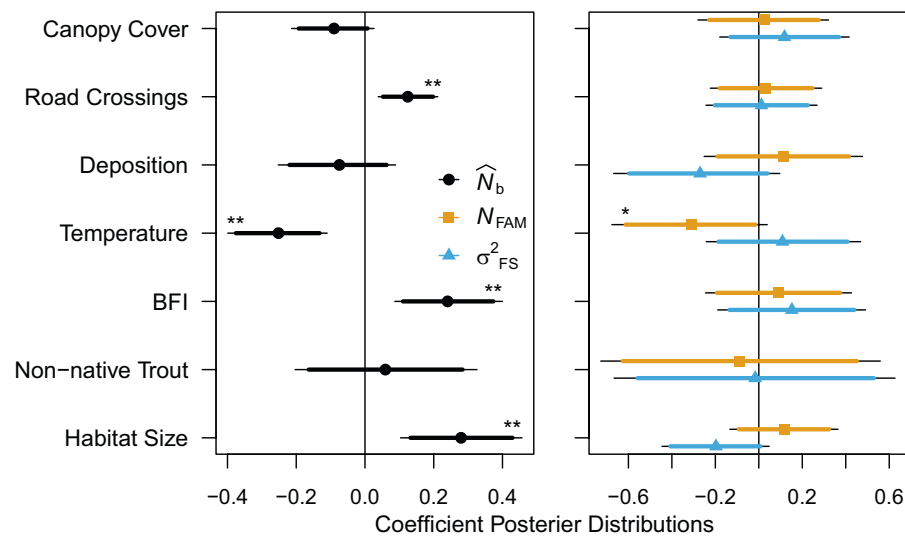 Canopy Cover
Road Crossings
**
Deposition
N̂b
NFAM
*
**
Temperature
σ²FS
BFI
**
Non−native Trout
Habitat Size
**
−0.4 −0.2 0.0 0.2 0.4 −0.6 −0.2 0.2 0.6
Coefficient Posterier Distributions